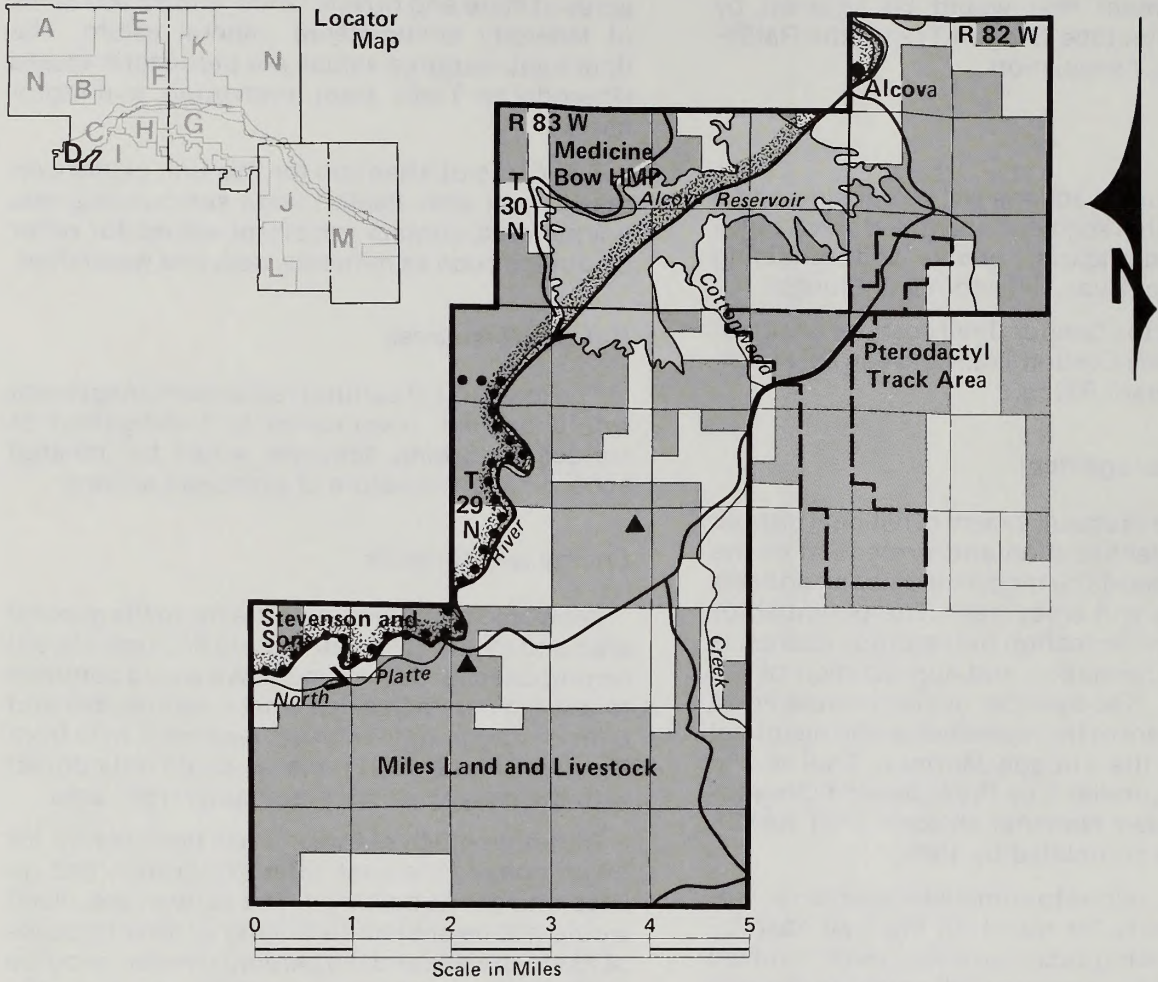 Locator
Map
A
E
K
N
N
B
F
C
H
G
D
I
J
M
L
R 82 W
Alcova
R 83 W
Medicine
Bow HMP
T
30
N
Alcova Reservoir
Cottonwood
N
Pterodactyl
Track Area
T
29
N
River
Stevenson and
Son
North Platte
Creek
Miles Land and Livestock
0 1 2 3 4 5
Scale in Miles